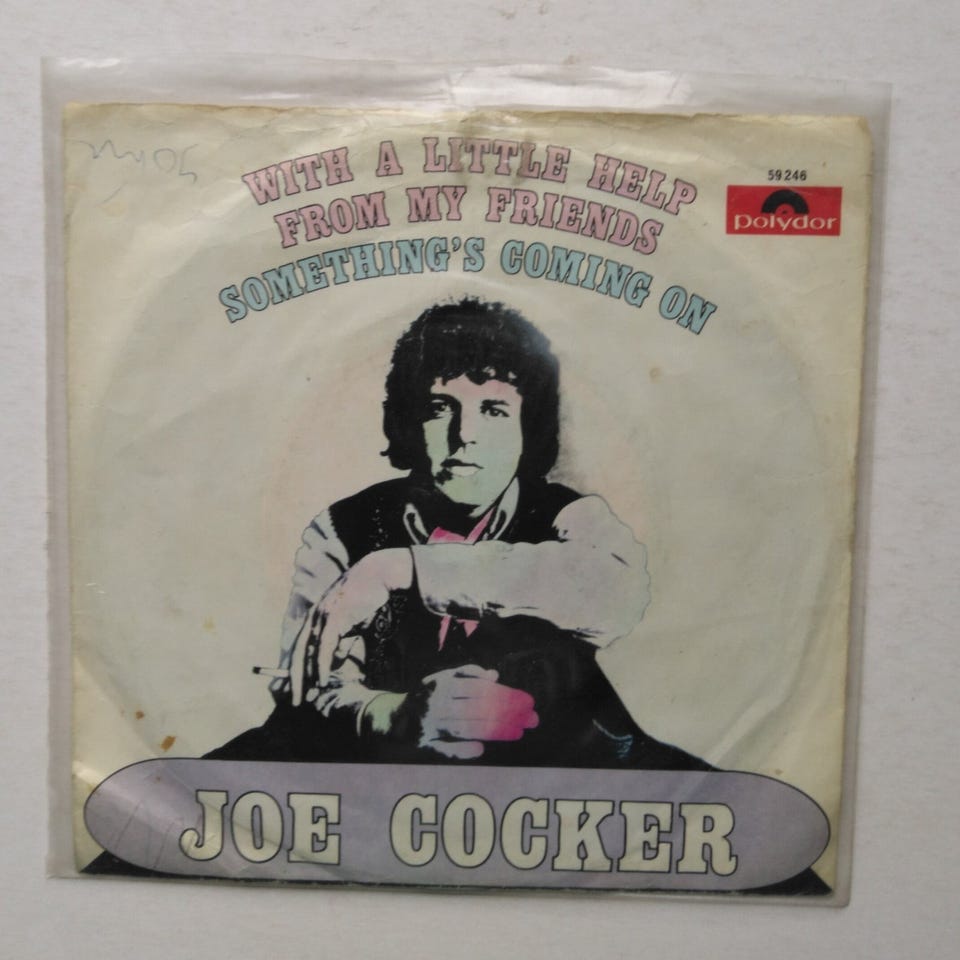 WITH A LITTLE HELP
FROM MY FRIENDS
SOMETHING'S COMING ON
59 246
Polydor
JOE COCKER